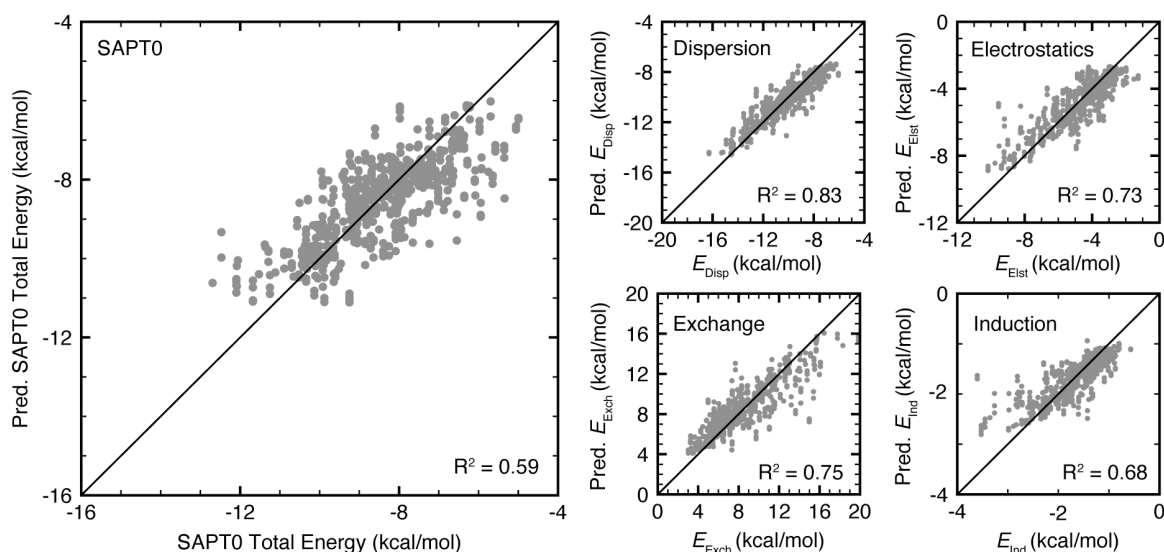 SAPT0
R² = 0.59
-4
-8
-12
-16
-16 -12 -8 -4
Pred. SAPT0 Total Energy (kcal/mol)
SAPT0 Total Energy (kcal/mol)
Dispersion
R² = 0.83
-4
-8
-12
-16
-20
-20 -16 -12 -8 -4
Pred. E_Disp (kcal/mol)
E_Disp (kcal/mol)
Electrostatics
R² = 0.73
0
-4
-8
-12
-12 -8 -4 0
Pred. E_Elst (kcal/mol)
E_Elst (kcal/mol)
Exchange
R² = 0.75
20
16
12
8
4
0
0 4 8 12 16 20
Pred. E_Exch (kcal/mol)
E_Exch (kcal/mol)
Induction
R² = 0.68
0
-2
-4
-4 -2 0
Pred. E_Ind (kcal/mol)
E_Ind (kcal/mol)